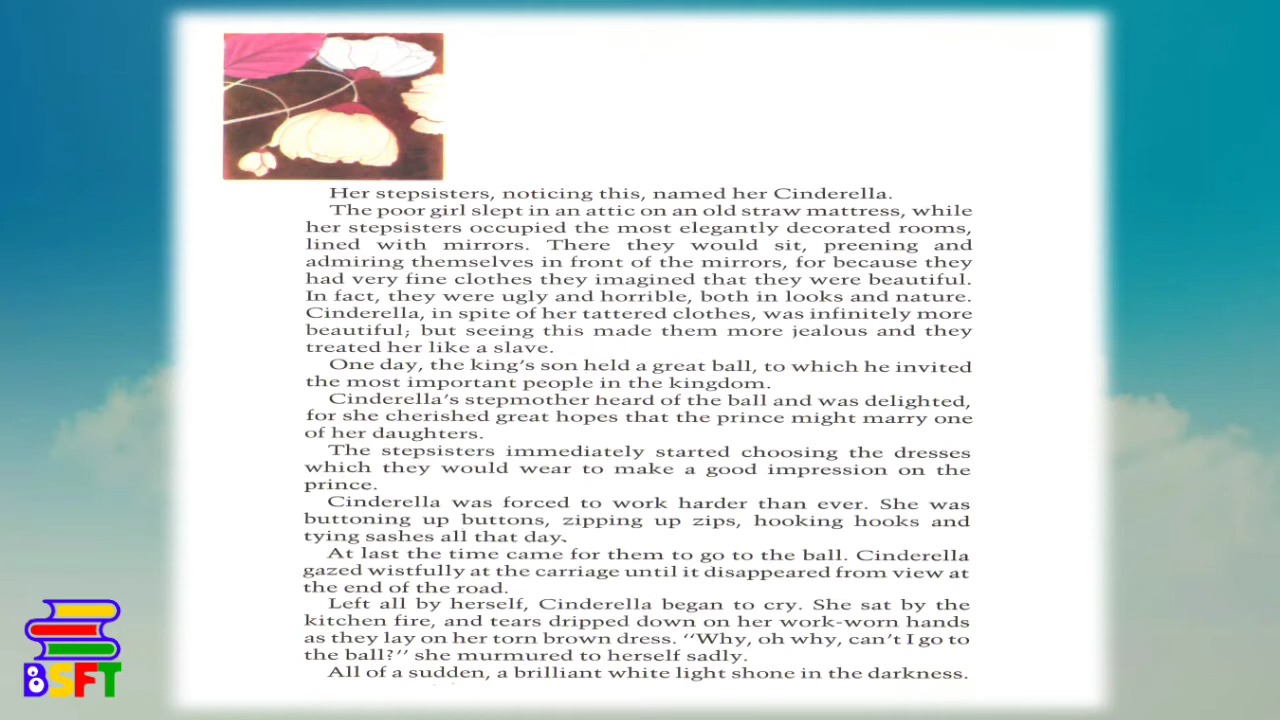 Her stepsisters, noticing this, named her Cinderella.
The poor girl slept in an attic on an old straw mattress, while
her stepsisters occupied the most elegantly decorated rooms,
lined with mirrors. There they would sit, preening and
admiring themselves in front of the mirrors, for because they
had very fine clothes they imagined that they were beautiful.
In fact, they were ugly and horrible, both in looks and nature.
Cinderella, in spite of her tattered clothes, was infinitely more
beautiful; but seeing this made them more jealous and they
treated her like a slave.
One day, the king's son held a great ball, to which he invited
the most important people in the kingdom.
Cinderella's stepmother heard of the ball and was delighted,
for she cherished great hopes that the prince might marry one
of her daughters.
The stepsisters immediately started choosing the dresses
which they would wear to make a good impression on the
prince.
Cinderella was forced to work harder than ever. She was
buttoning up buttons, zipping up zips, hooking hooks and
tying sashes all that day.
At last the time came for them to go to the ball. Cinderella
gazed wistfully at the carriage until it disappeared from view at
the end of the road.
Left all by herself, Cinderella began to cry. She sat by the
kitchen fire, and tears dripped down on her work-worn hands
as they lay on her torn brown dress. "Why, oh why, can't I go to
the ball?" she murmured to herself sadly.
All of a sudden, a brilliant white light shone in the darkness.
BSFT